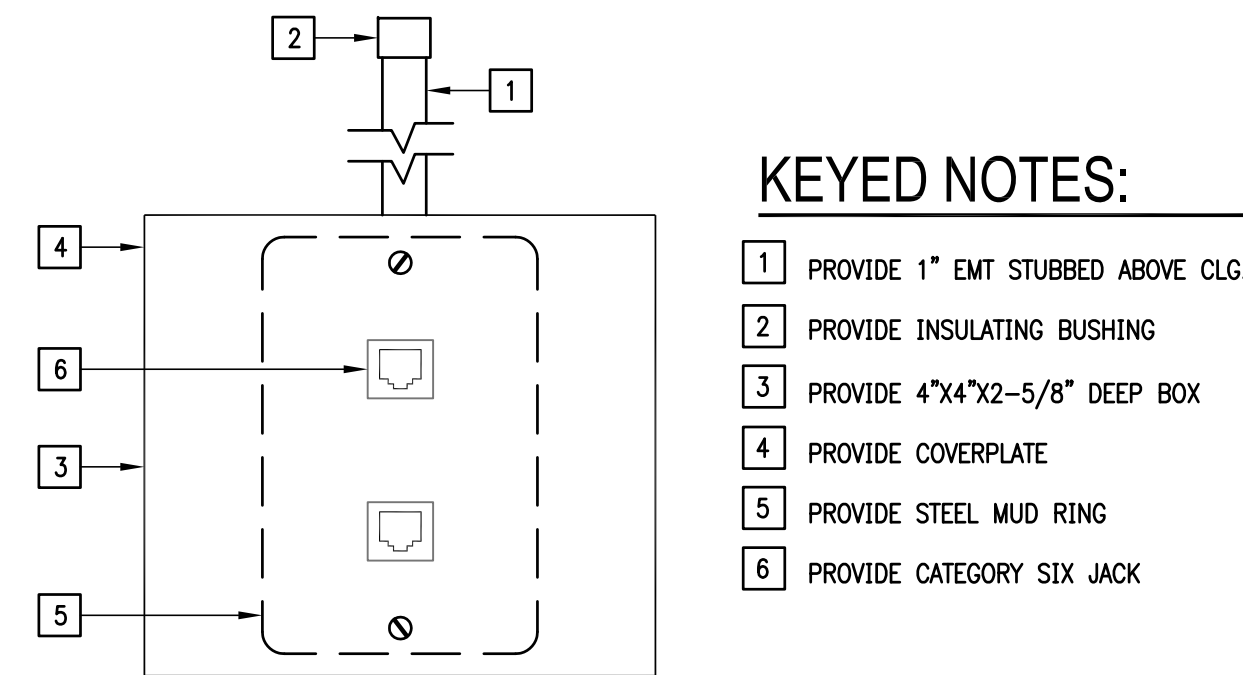 2
1
4
6
3
5
KEYED NOTES:
1 PROVIDE 1" EMT STUBBED ABOVE CLG.
2 PROVIDE INSULATING BUSHING
3 PROVIDE 4"X4"X2-5/8" DEEP BOX
4 PROVIDE COVERPLATE
5 PROVIDE STEEL MUD RING
6 PROVIDE CATEGORY SIX JACK